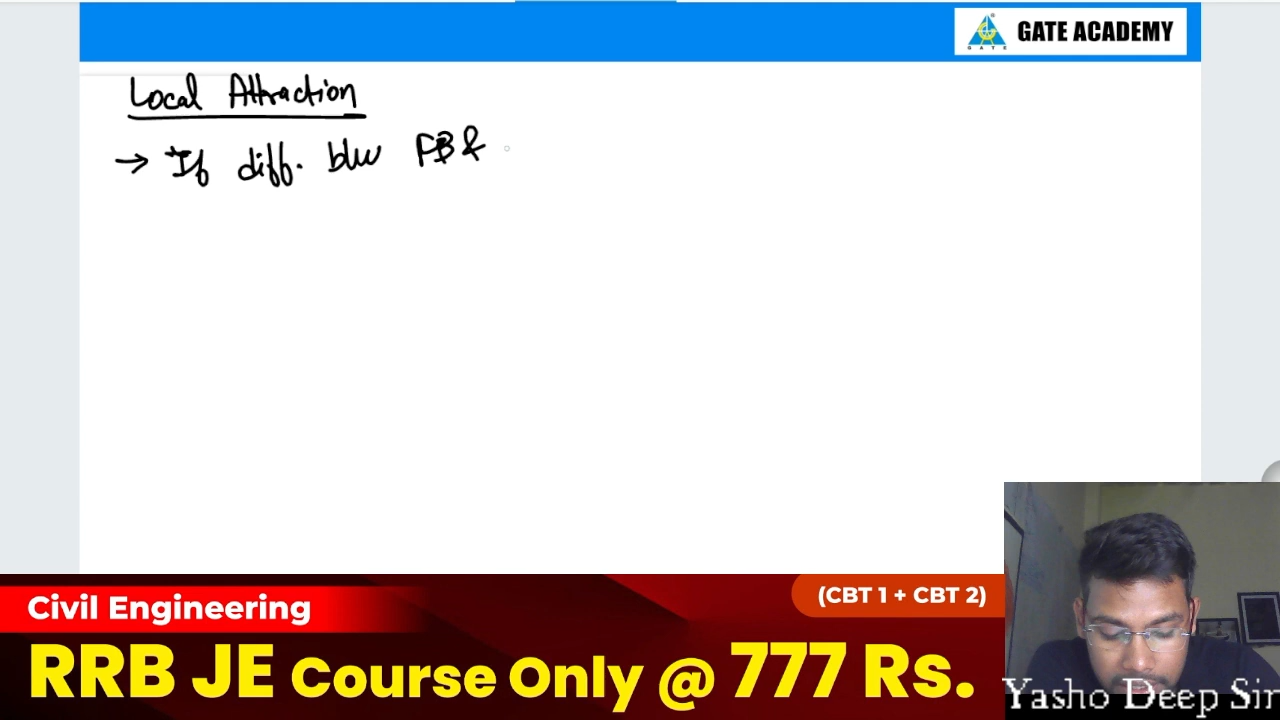 GATE
GATE ACADEMY
Local Attraction
→ If diff. b/w FB &
Civil Engineering
(CBT 1 + CBT 2)
RRB JE Course Only @ 777 Rs.
Yasho Deep Sir